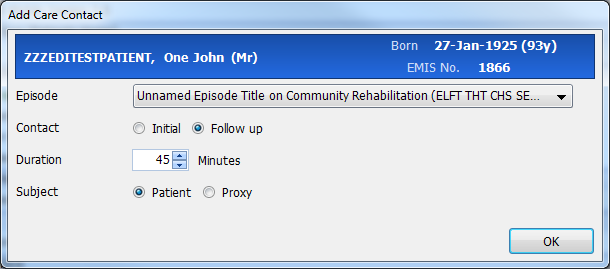 Add Care Contact
ZZZEDITESTPATIENT, One John (Mr) Born 27-Jan-1925 (93y)
EMIS No. 1866
Episode Unnamed Episode Title on Community Rehabilitation (ELFT THT CHS SE...
Contact Initial Follow up
Duration 45 Minutes
Subject Patient Proxy
OK